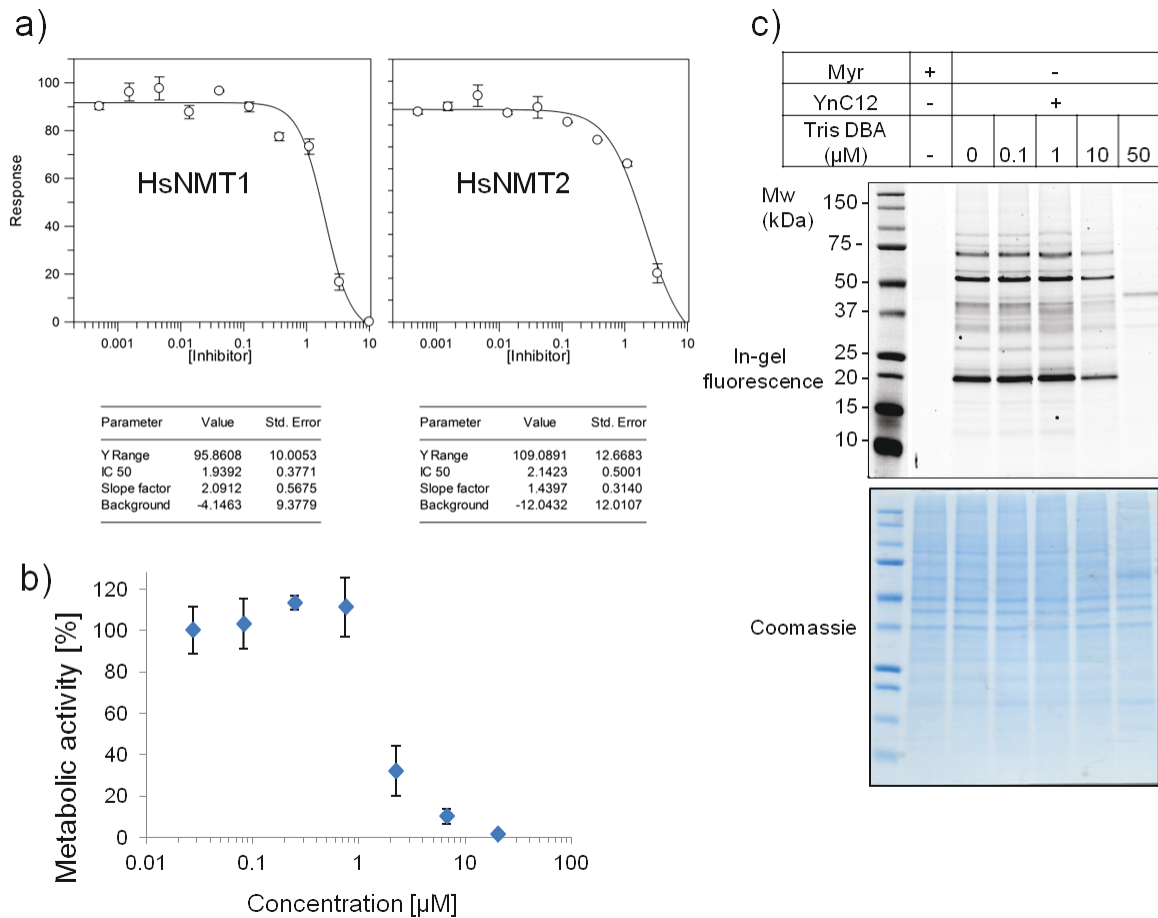 a)
Response
100
80
60
40
20
0
HsNMT1
0.001 0.01 0.1 1 10
[Inhibitor]
HsNMT2
0.001 0.01 0.1 1 10
[Inhibitor]
Parameter Value Std. Error
Y Range 95.8608 10.0053
IC 50 1.9392 0.3771
Slope factor 2.0912 0.5675
Background -4.1463 9.3779
Parameter Value Std. Error
Y Range 109.0891 12.6683
IC 50 2.1423 0.5001
Slope factor 1.4397 0.3140
Background -12.0432 12.0107
b)
Metabolic activity [%]
120
100
80
60
40
20
0
0.01 0.1 1 10 100
Concentration [µM]
c)
Myr + -
YnC12 - +
Tris DBA
(µM) - 0 0.1 1 10 50
Mw
(kDa)
150 -
75 -
50 -
37 -
25 -
20 -
15 -
10 -
In-gel
fluorescence
Coomassie